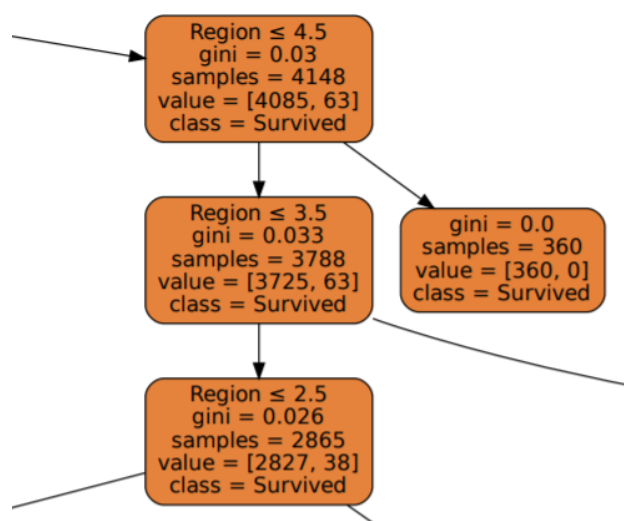 Region ≤ 4.5
gini = 0.03
samples = 4148
value = [4085, 63]
class = Survived
Region ≤ 3.5
gini = 0.033
samples = 3788
value = [3725, 63]
class = Survived
gini = 0.0
samples = 360
value = [360, 0]
class = Survived
Region ≤ 2.5
gini = 0.026
samples = 2865
value = [2827, 38]
class = Survived